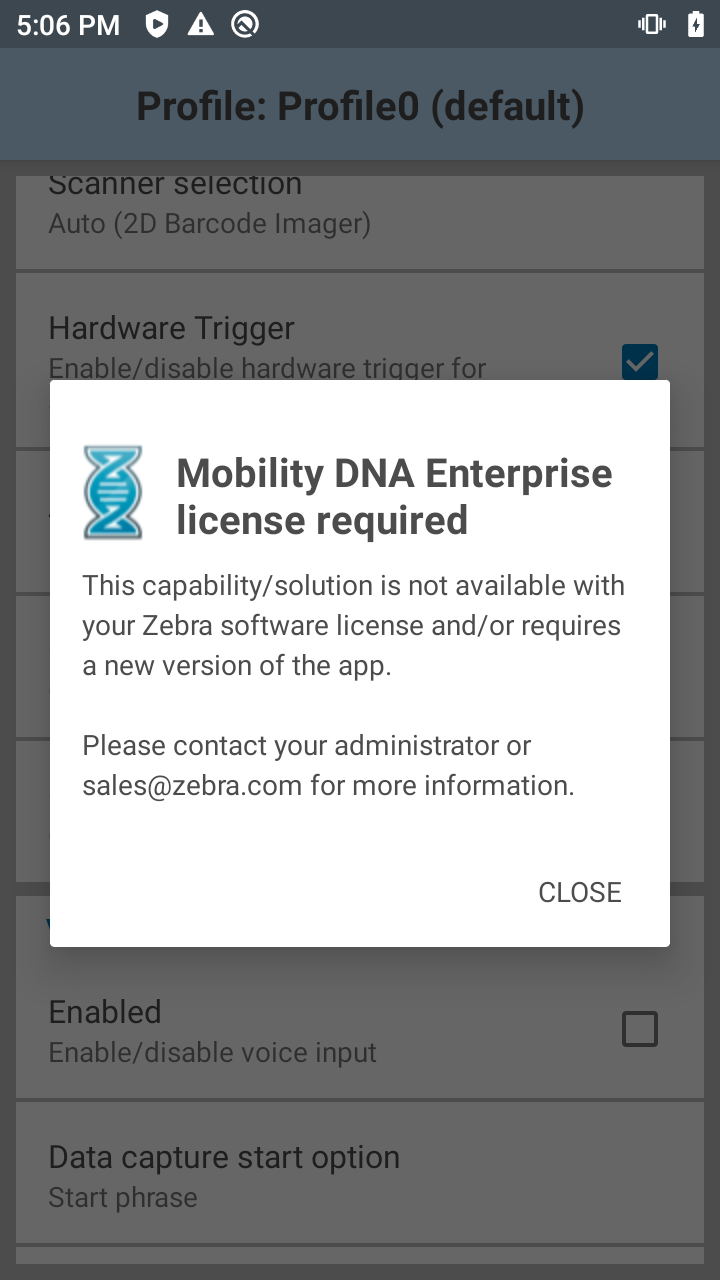 5:06 PM
Profile: Profile0 (default)
Scanner selection
Auto (2D Barcode Imager)
Hardware Trigger
Enable/disable hardware trigger for
Mobility DNA Enterprise
license required
This capability/solution is not available with
your Zebra software license and/or requires
a new version of the app.
Please contact your administrator or
sales@zebra.com for more information.
CLOSE
Enabled
Enable/disable voice input
Data capture start option
Start phrase